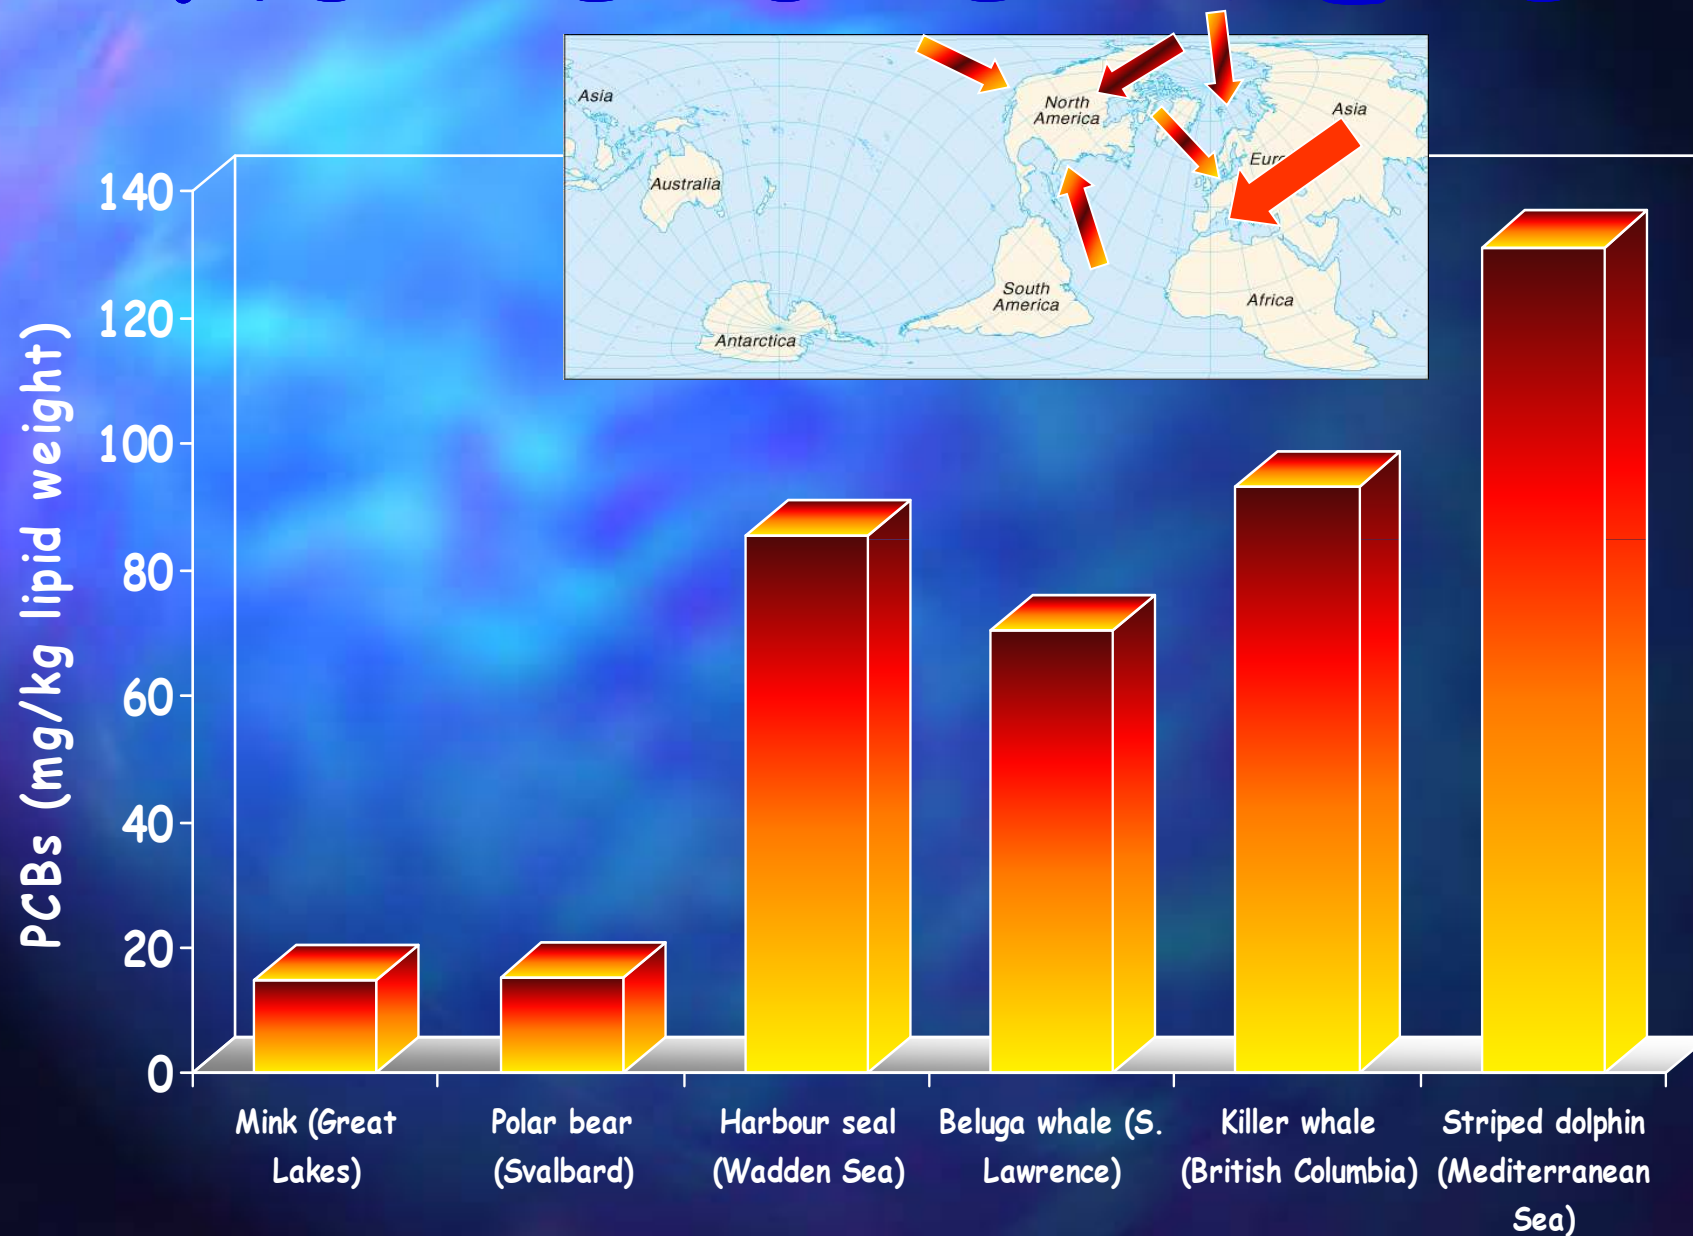 Asia
North
America
Asia
Eur
Australia
South
America
Africa
Antarctica
PCBs (mg/kg lipid weight)
140
120
100
80
60
40
20
0
Mink (Great
Lakes)
Polar bear
(Svalbard)
Harbour seal
(Wadden Sea)
Beluga whale (S.
Lawrence)
Killer whale
(British Columbia)
Striped dolphin
(Mediterranean
Sea)